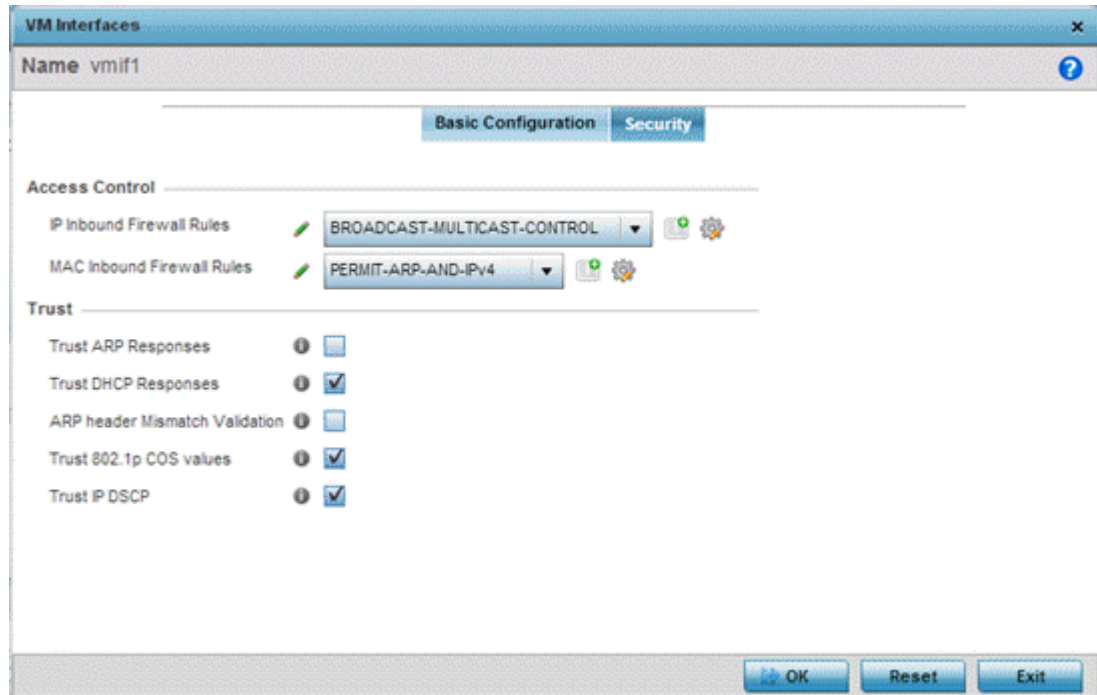 VM Interfaces
Name vmif1
Basic Configuration Security
Access Control
IP Inbound Firewall Rules BROADCAST-MULTICAST-CONTROL
MAC Inbound Firewall Rules PERMIT-ARP-AND-IPv4
Trust
Trust ARP Responses
Trust DHCP Responses
ARP header Mismatch Validation
Trust 802.1p COS values
Trust IP DSCP
OK Reset Exit